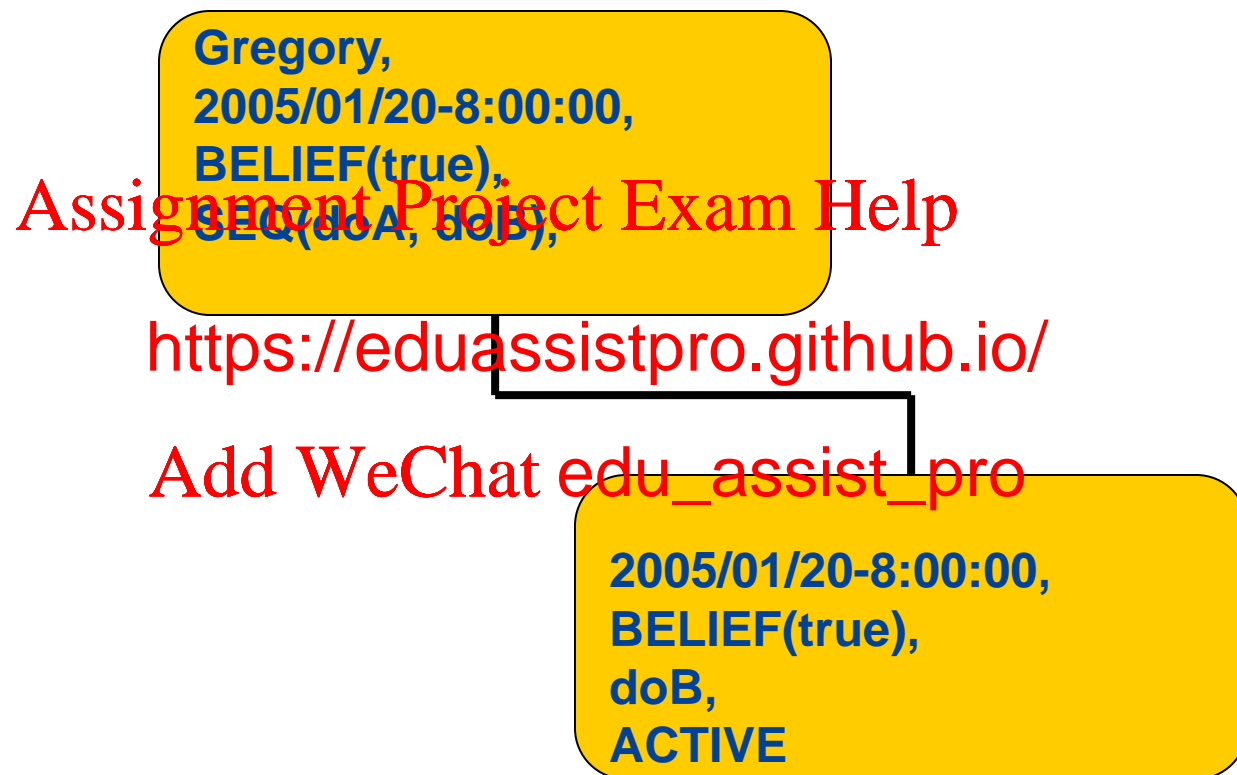 Gregory,
2005/01/20-8:00:00,
BELIEF(true),
SEQ(doA, doB),
Assignment Project Exam Help
https://eduassistpro.github.io/
Add WeChat edu_assist_pro
2005/01/20-8:00:00,
BELIEF(true),
doB,
ACTIVE